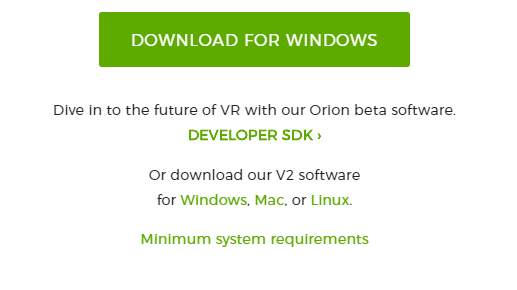 DOWNLOAD FOR WINDOWS
Dive in to the future of VR with our Orion beta software.
DEVELOPER SDK ›
Or download our V2 software
for Windows, Mac, or Linux.
Minimum system requirements